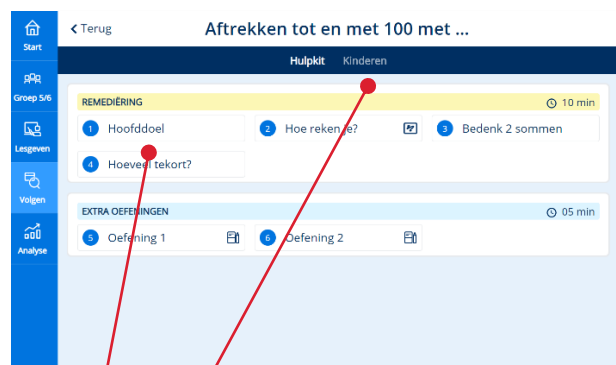 Start
Groep 5/6
Lesgeven
Volgen
Analyse
Terug
Aftrekken tot en met 100 met ...
Hulpkit Kinderen
REMEDIËRING 10 min
1 Hoofddoel
2 Hoe reken je?
3 Bedenk 2 sommen
4 Hoeveel tekort?
EXTRA OEFENINGEN 05 min
5 Oefening 1
6 Oefening 2